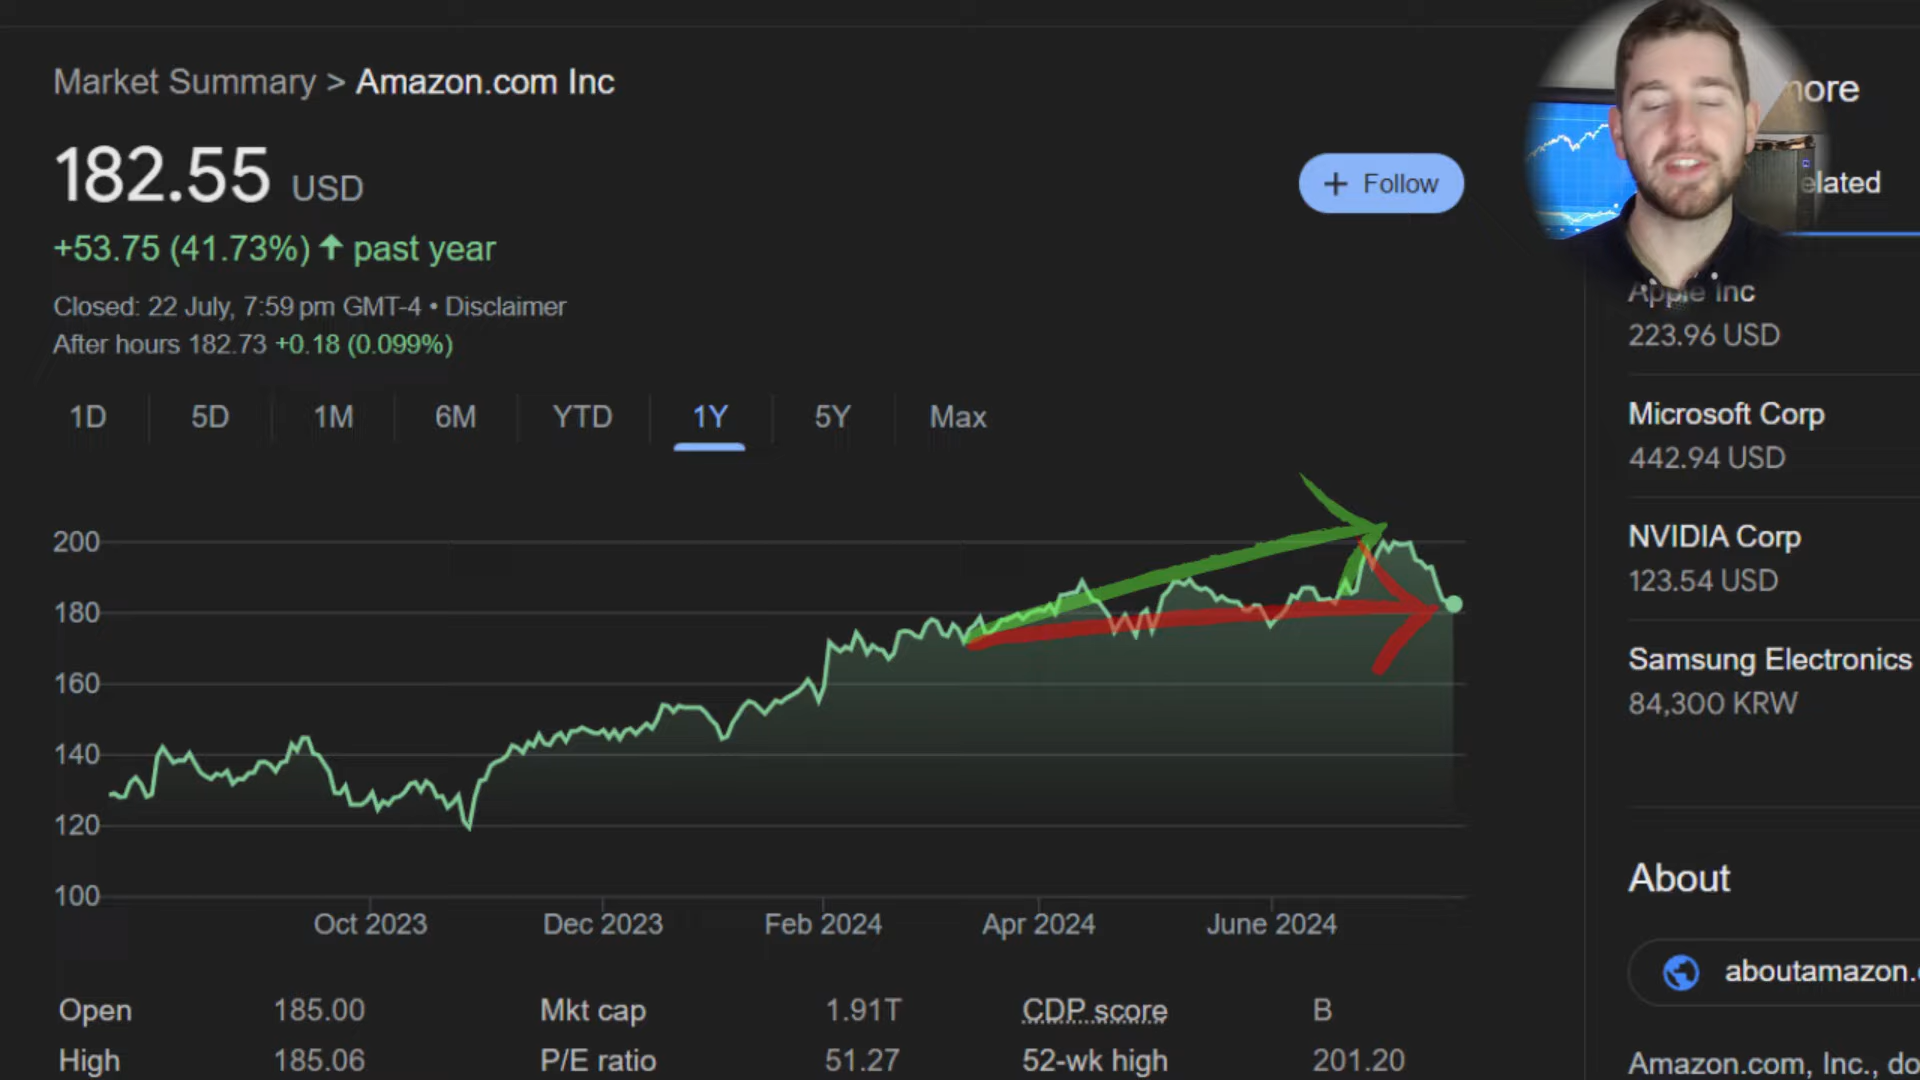 Market Summary > Amazon.com Inc
182.55 USD
+53.75 (41.73%) past year
Closed: 22 July, 7:59 pm GMT-4 • Disclaimer
After hours 182.73 +0.18 (0.099%)
+ Follow
1D 5D 1M 6M YTD 1Y 5Y Max
200
180
160
140
120
100
Oct 2023 Dec 2023 Feb 2024 Apr 2024 June 2024
Open 185.00 Mkt cap 1.91T CDP score B
High 185.06 P/E ratio 51.27 52-wk high 201.20
Apple Inc
223.96 USD
Microsoft Corp
442.94 USD
NVIDIA Corp
123.54 USD
Samsung Electronics
84,300 KRW
About
aboutamazon.
Amazon.com, Inc., do